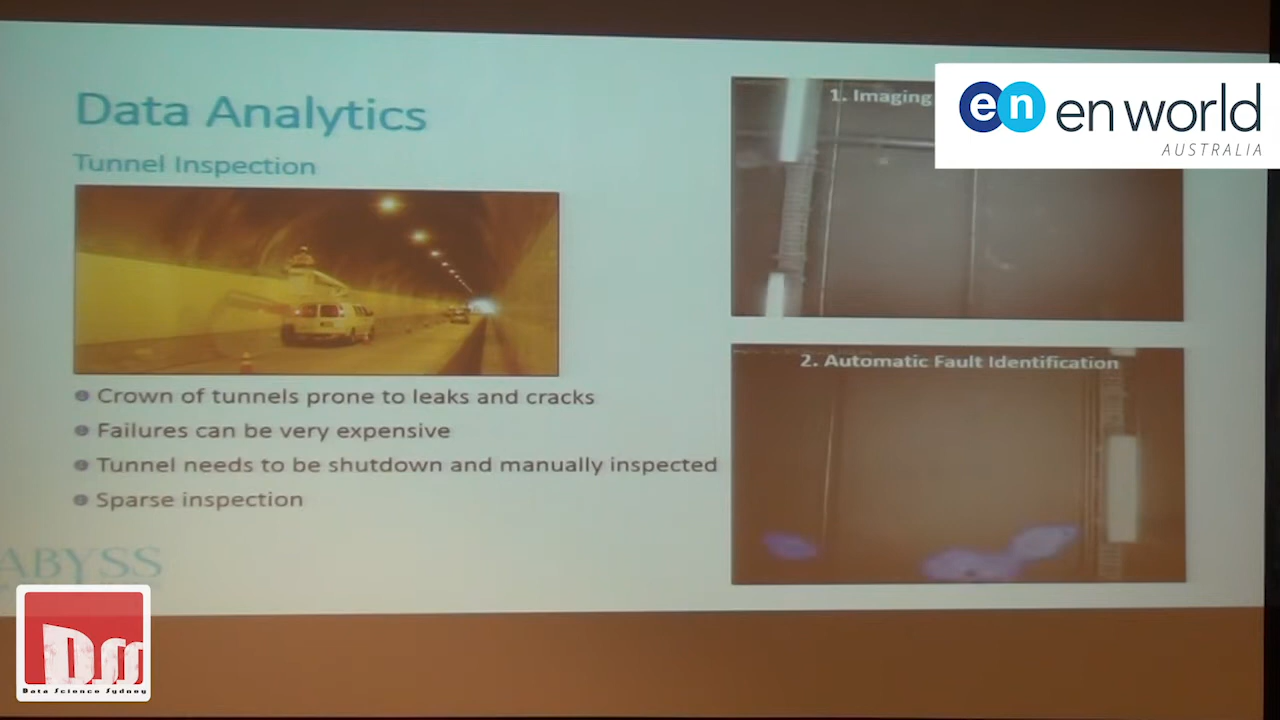 Data Analytics
Tunnel Inspection
Crown of tunnels prone to leaks and cracks
Failures can be very expensive
Tunnel needs to be shutdown and manually inspected
Sparse inspection
ABYSS
1. Imaging
2. Automatic Fault Identification
en en world
AUSTRALIA
DSS
Data Science Sydney